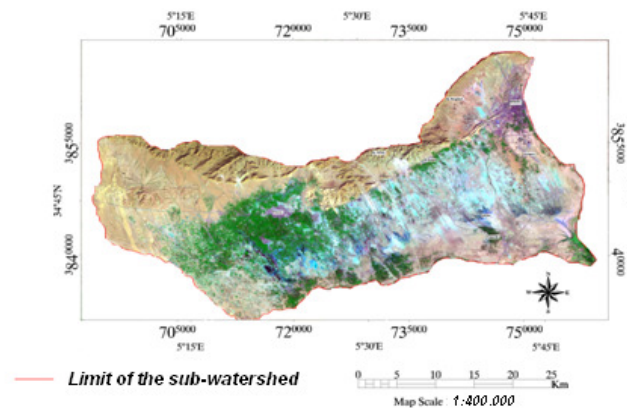 5°15'E 5°30'E 5°45'E
70⁵⁰⁰⁰ 72⁰⁰⁰⁰ 73⁵⁰⁰⁰ 75⁰⁰⁰⁰
385⁵⁰⁰⁰
385⁵⁰⁰⁰
34°45'N
384⁰⁰⁰⁰
40000
N
W E
S
70⁵⁰⁰⁰ 72⁰⁰⁰⁰ 73⁵⁰⁰⁰ 75⁰⁰⁰⁰
5°15'E 5°30'E 5°45'E
Limit of the sub-watershed
0 5 10 15 20 25
Km
Map Scale 1:400.000